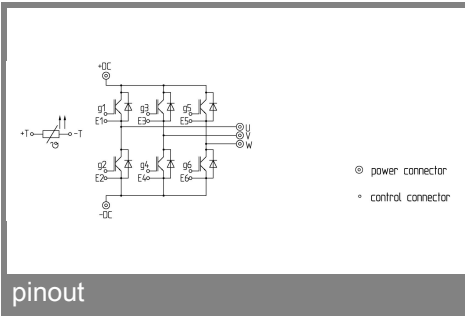 +DC
g1 g3 g5
E1 E3 E5
+T -T
U
V
W
g2 g4 g6
E2 E4 E6
-DC
power connector
control connector
pinout